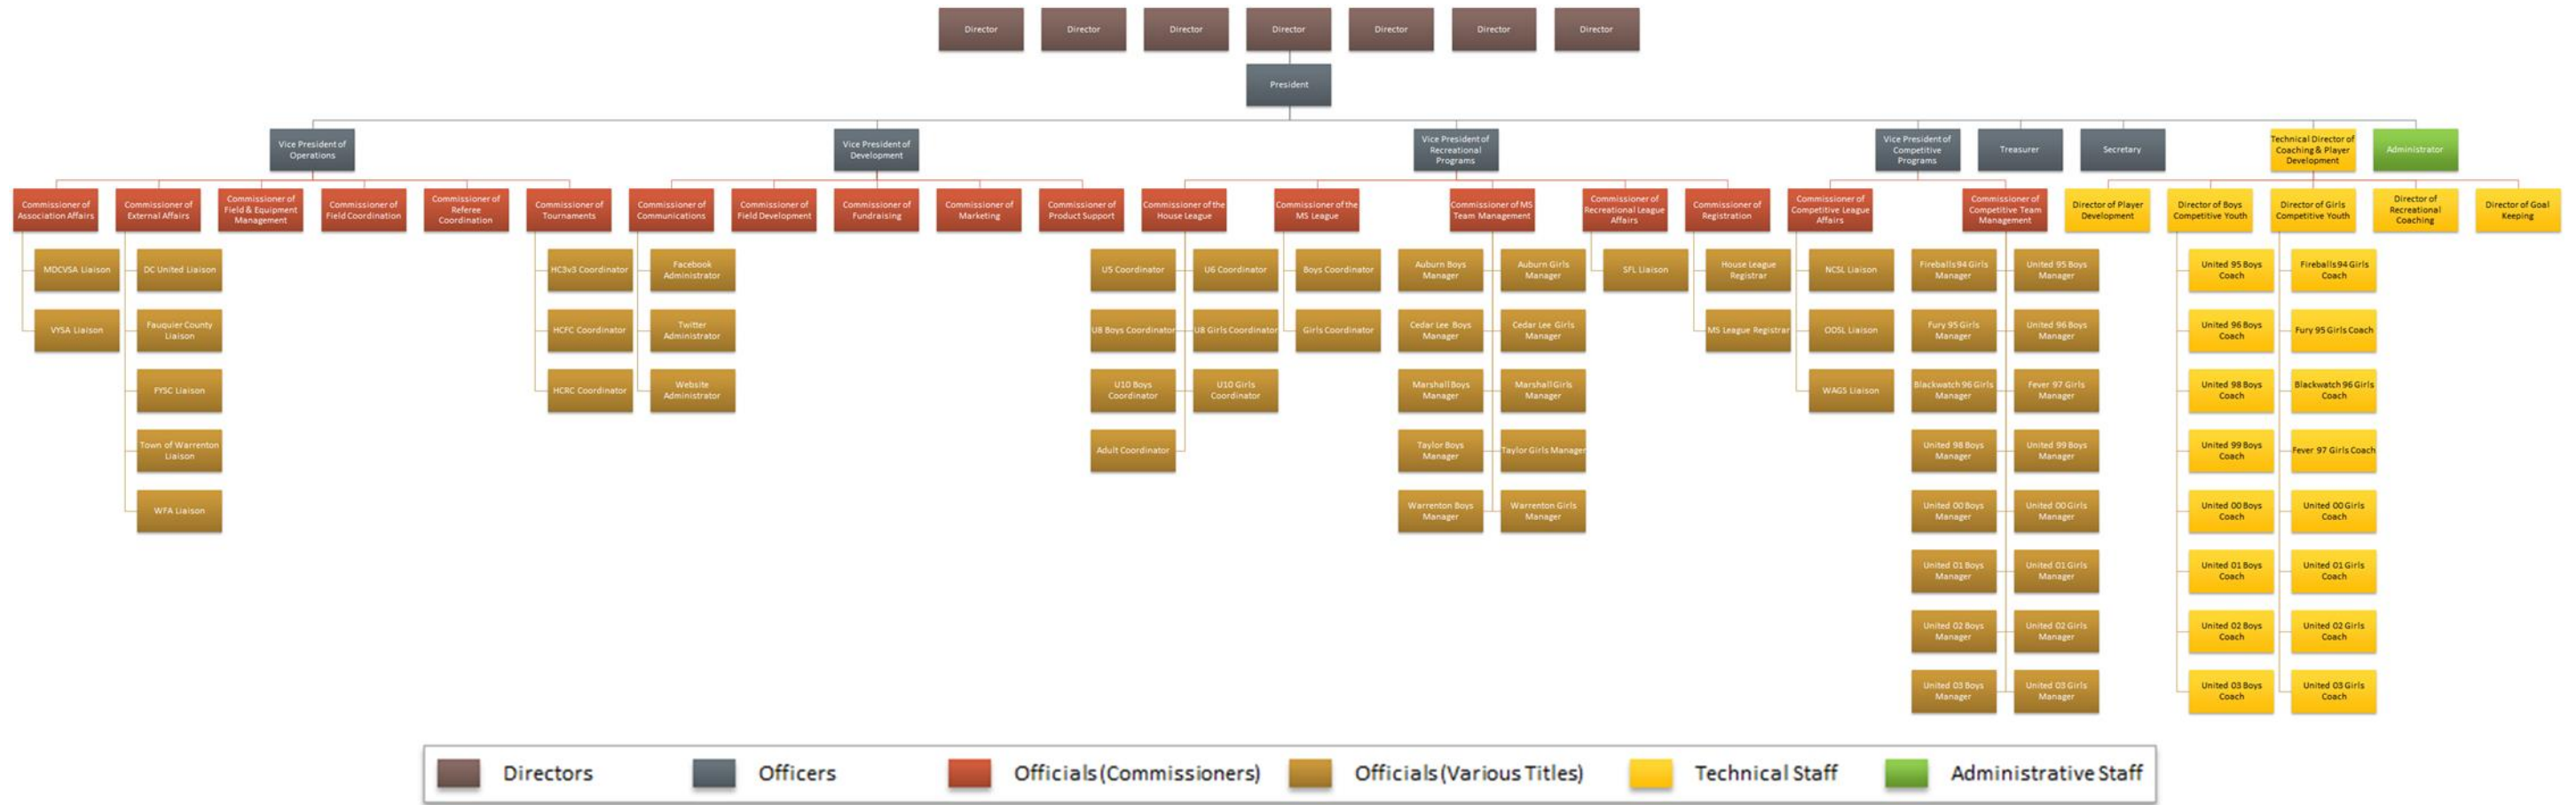 Director
Director
Director
Director
Director
Director
Director
President
Vice President of
Operations
Vice President of
Development
Vice President of
Recreational
Programs
Vice President of
Competitive
Programs
Treasurer
Secretary
Technical Director of
Coaching & Player
Development
Administrator
Commissioner of
Association Affairs
Commissioner of
External Affairs
Commissioner of
Field & Equipment
Management
Commissioner of
Field Coordination
Commissioner of
Referee
Coordination
Commissioner of
Tournaments
Commissioner of
Communications
Commissioner of
Field Development
Commissioner of
Fundraising
Commissioner of
Marketing
Commissioner of
Product Support
Commissioner of the
House League
Commissioner of the
MS League
Commissioner of MS
Team Management
Commissioner of
Recreational League
Affairs
Commissioner of
Registration
Commissioner of
Competitive League
Affairs
Commissioner of
Competitive Team
Management
Director of Player
Development
Director of Boys
Competitive Youth
Director of Girls
Competitive Youth
Director of
Recreational
Coaching
Director of Goal
Keeping
MDCVSA Liaison
VYSA Liaison
DC United Liaison
Fauquier County
Liaison
FYSC Liaison
Town of Warrenton
Liaison
WFA Liaison
HC3v3 Coordinator
HCFC Coordinator
HCRC Coordinator
Facebook
Administrator
Twitter
Administrator
Website
Administrator
U5 Coordinator
U6 Coordinator
U8 Boys Coordinator
U8 Girls Coordinator
U10 Boys
Coordinator
U10 Girls
Coordinator
Adult Coordinator
Boys Coordinator
Girls Coordinator
Auburn Boys
Manager
Auburn Girls
Manager
Cedar Lee Boys
Manager
Cedar Lee Girls
Manager
Marshall Boys
Manager
Marshall Girls
Manager
Taylor Boys
Manager
Taylor Girls Manager
Warrenton Boys
Manager
Warrenton Girls
Manager
SFL Liaison
House League
Registrar
MS League Registrar
NCSL Liaison
ODSL Liaison
WAGS Liaison
Fireballs 94 Girls
Manager
United 95 Boys
Manager
Fury 95 Girls
Manager
United 96 Boys
Manager
Blackwatch 96 Girls
Manager
Fever 97 Girls
Manager
United 98 Boys
Manager
United 99 Boys
Manager
United 00 Boys
Manager
United 00 Girls
Manager
United 01 Boys
Manager
United 01 Girls
Manager
United 02 Boys
Manager
United 02 Girls
Manager
United 03 Boys
Manager
United 03 Girls
Manager
United 95 Boys
Coach
United 96 Boys
Coach
United 98 Boys
Coach
United 99 Boys
Coach
United 00 Boys
Coach
United 01 Boys
Coach
United 02 Boys
Coach
United 03 Boys
Coach
Fireballs 94 Girls
Coach
Fury 95 Girls Coach
Blackwatch 96 Girls
Coach
Fever 97 Girls Coach
United 00 Girls
Coach
United 01 Girls
Coach
United 02 Girls
Coach
United 03 Girls
Coach
Directors
Officers
Officials (Commissioners)
Officials (Various Titles)
Technical Staff
Administrative Staff